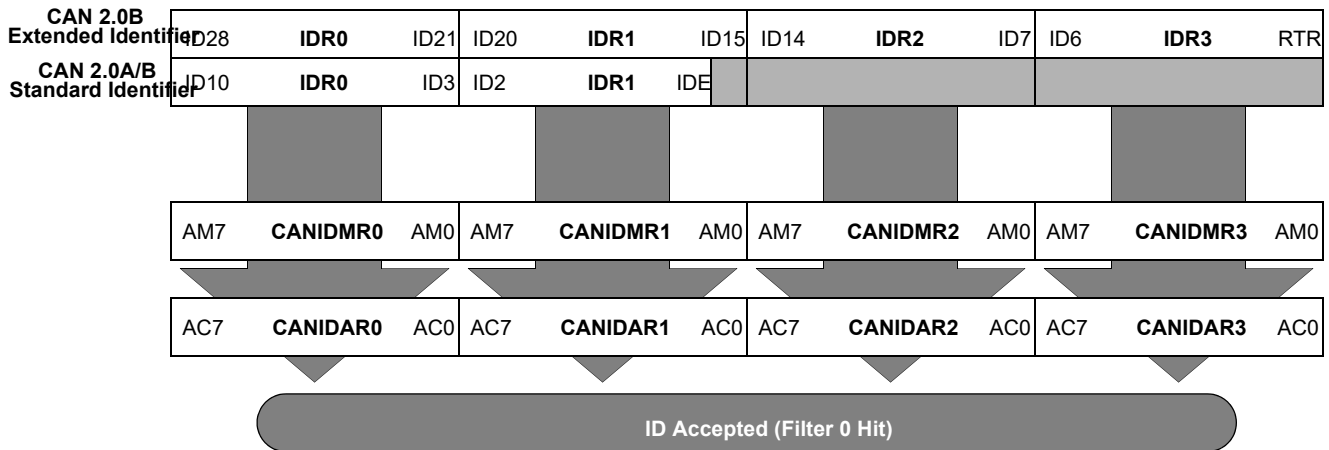 CAN 2.0B
Extended Identifier ID28 IDR0 ID21 ID20 IDR1 ID15 ID14 IDR2 ID7 ID6 IDR3 RTR
CAN 2.0A/B
Standard Identifier ID10 IDR0 ID3 ID2 IDR1 IDE
AM7 CANIDMR0 AM0 AM7 CANIDMR1 AM0 AM7 CANIDMR2 AM0 AM7 CANIDMR3 AM0
AC7 CANIDAR0 AC0 AC7 CANIDAR1 AC0 AC7 CANIDAR2 AC0 AC7 CANIDAR3 AC0
ID Accepted (Filter 0 Hit)